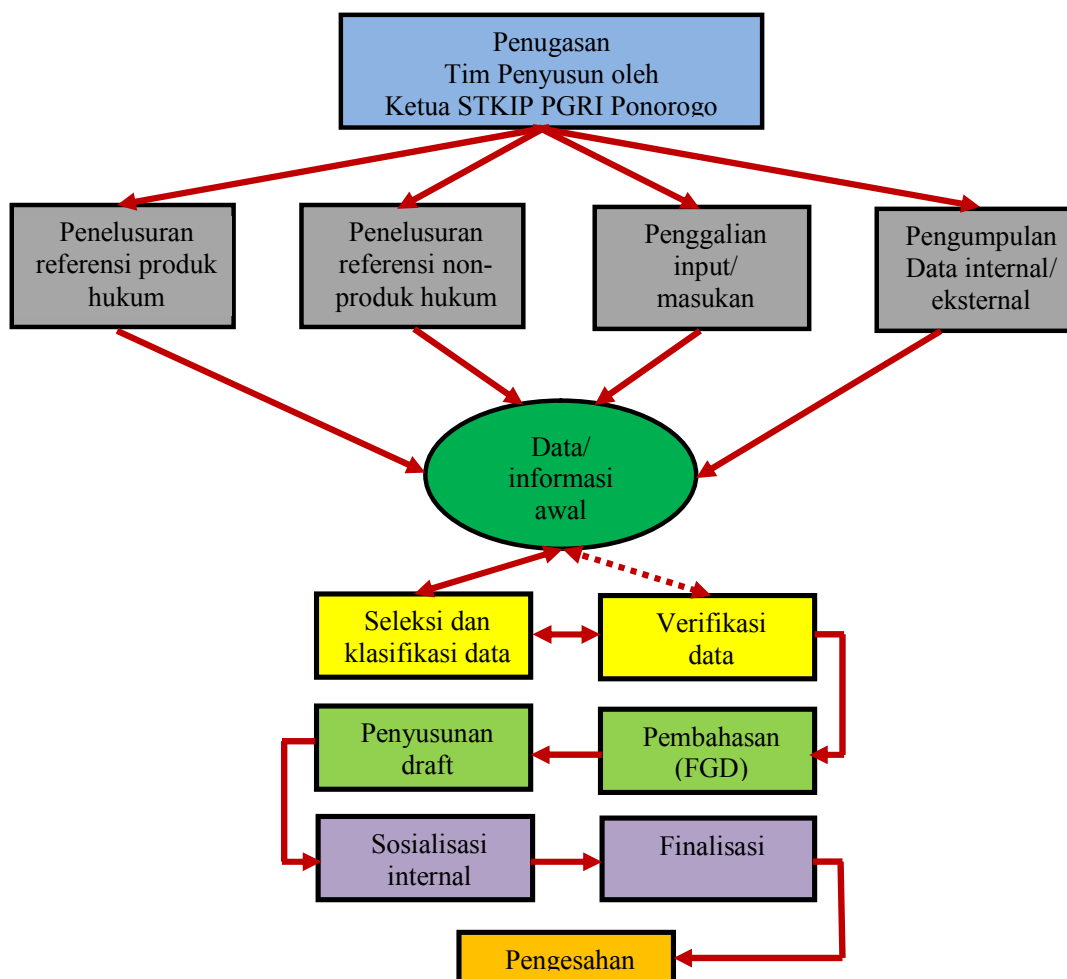 Penugasan
Tim Penyusun oleh
Ketua STKIP PGRI Ponorogo
Penelusuran
referensi produk
hukum
Penelusuran
referensi non-
produk hukum
Penggalian
input/
masukan
Pengumpulan
Data internal/
eksternal
Data/
informasi
awal
Seleksi dan
klasifikasi data
Verifikasi
data
Penyusunan
draft
Pembahasan
(FGD)
Sosialisasi
internal
Finalisasi
Pengesahan